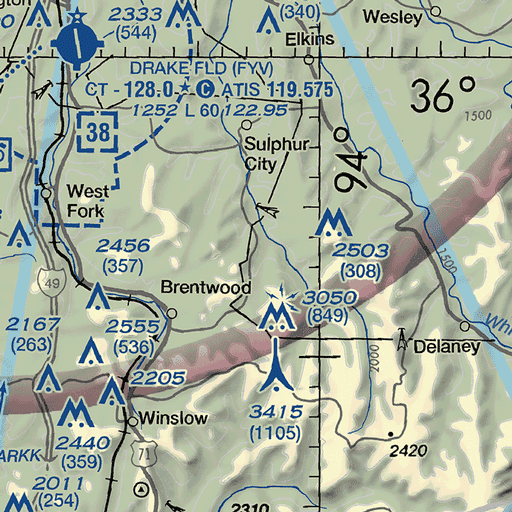 2333
(544)
(340)
Wesley
Elkins
DRAKE FLD (FYV)
CT - 128.0 C ATIS 119.575
1252 L 60 122.95
36°
1500
38
Sulphur
City
94°
West
Fork
2456
(357)
2503
(308)
1500
49
Brentwood
3050
(849)
2167
(263)
2555
(536)
Delaney
2000
2205
Winslow
3415
(1105)
2440
(359)
71
2420
ARKK
2011
(254)
2310